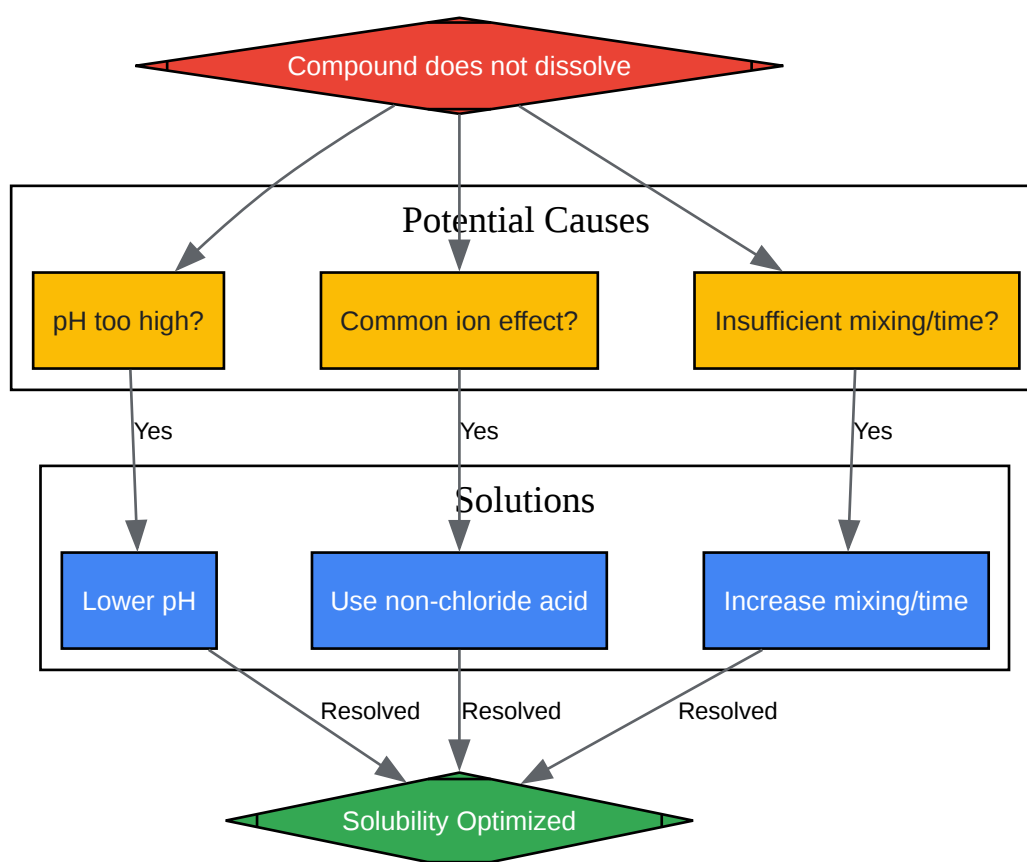 Compound does not dissolve
Potential Causes
pH too high?
Common ion effect?
Insufficient mixing/time?
Yes
Yes
Yes
Solutions
Lower pH
Use non-chloride acid
Increase mixing/time
Resolved
Resolved
Resolved
Solubility Optimized